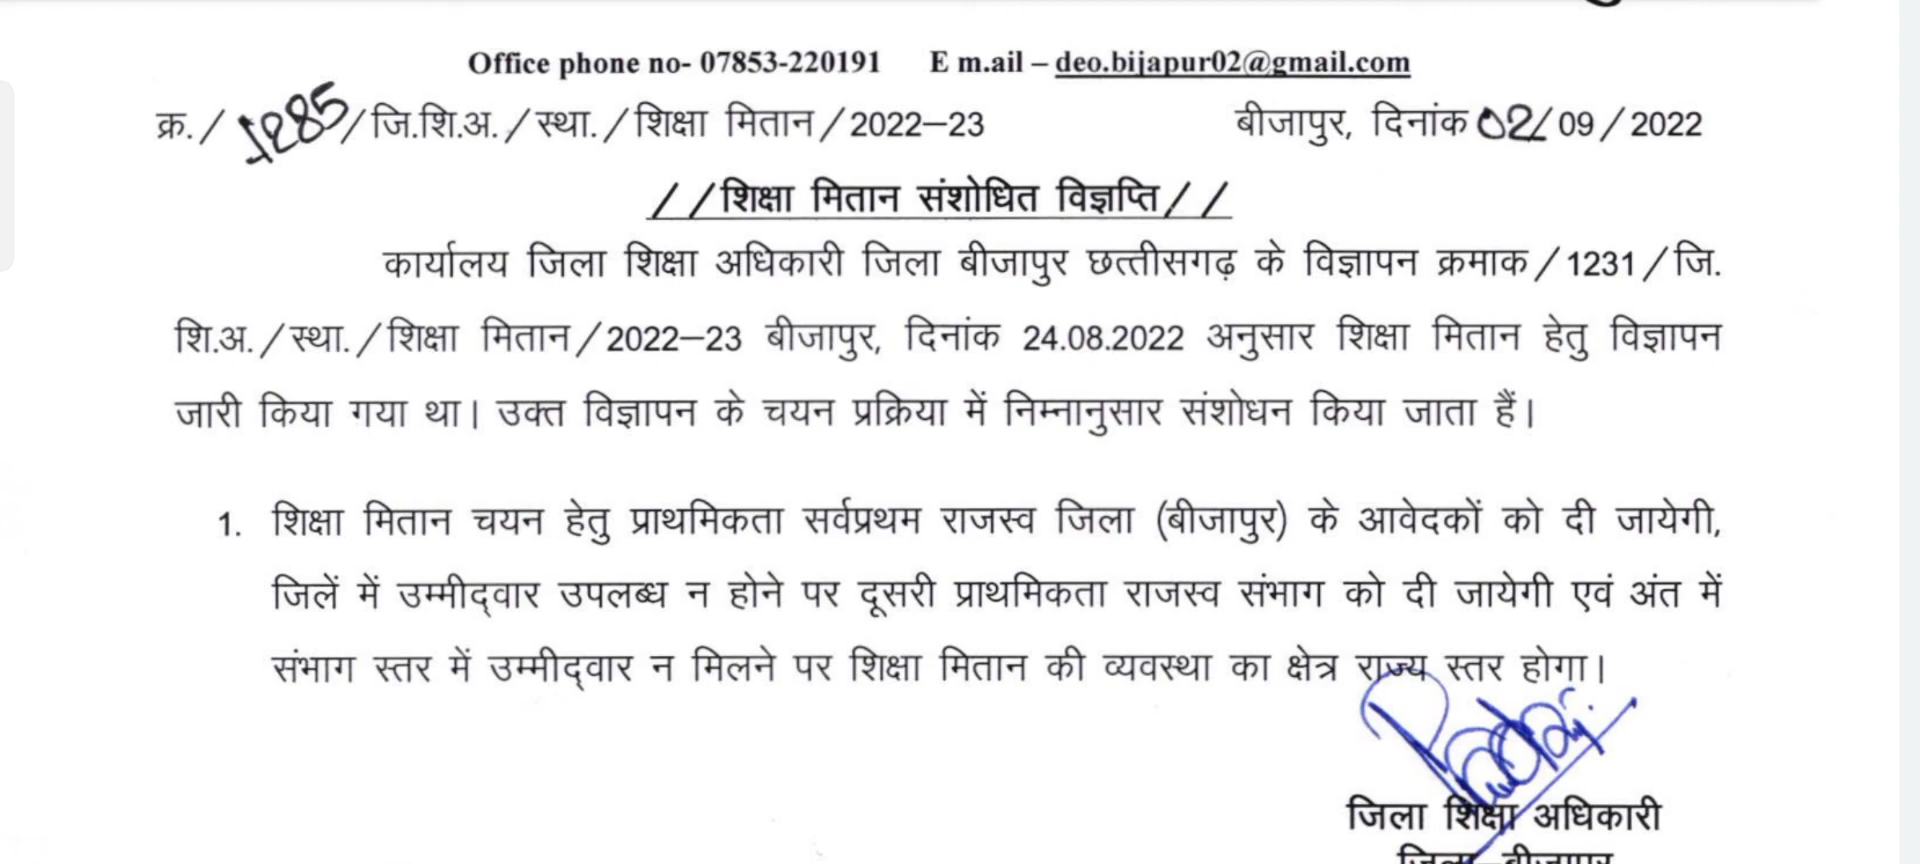 Office phone no- 07853-220191 E m.ail – deo.bijapur02@gmail.com
क्र./1285/जि.शि.अ./स्था./शिक्षा मितान/2022–23 बीजापुर, दिनांक 02/09/2022
//शिक्षा मितान संशोधित विज्ञप्ति//
कार्यालय जिला शिक्षा अधिकारी जिला बीजापुर छत्तीसगढ़ के विज्ञापन क्रमाक/1231/जि.
शि.अ./स्था./शिक्षा मितान/2022–23 बीजापुर, दिनांक 24.08.2022 अनुसार शिक्षा मितान हेतु विज्ञापन
जारी किया गया था। उक्त विज्ञापन के चयन प्रक्रिया में निम्नानुसार संशोधन किया जाता हैं।
1. शिक्षा मितान चयन हेतु प्राथमिकता सर्वप्रथम राजस्व जिला (बीजापुर) के आवेदकों को दी जायेगी,
जिलें में उम्मीद्वार उपलब्ध न होने पर दूसरी प्राथमिकता राजस्व संभाग को दी जायेगी एवं अंत में
संभाग स्तर में उम्मीद्वार न मिलने पर शिक्षा मितान की व्यवस्था का क्षेत्र राज्य स्तर होगा।
जिला शिक्षा अधिकारी
जिला–बीजापुर